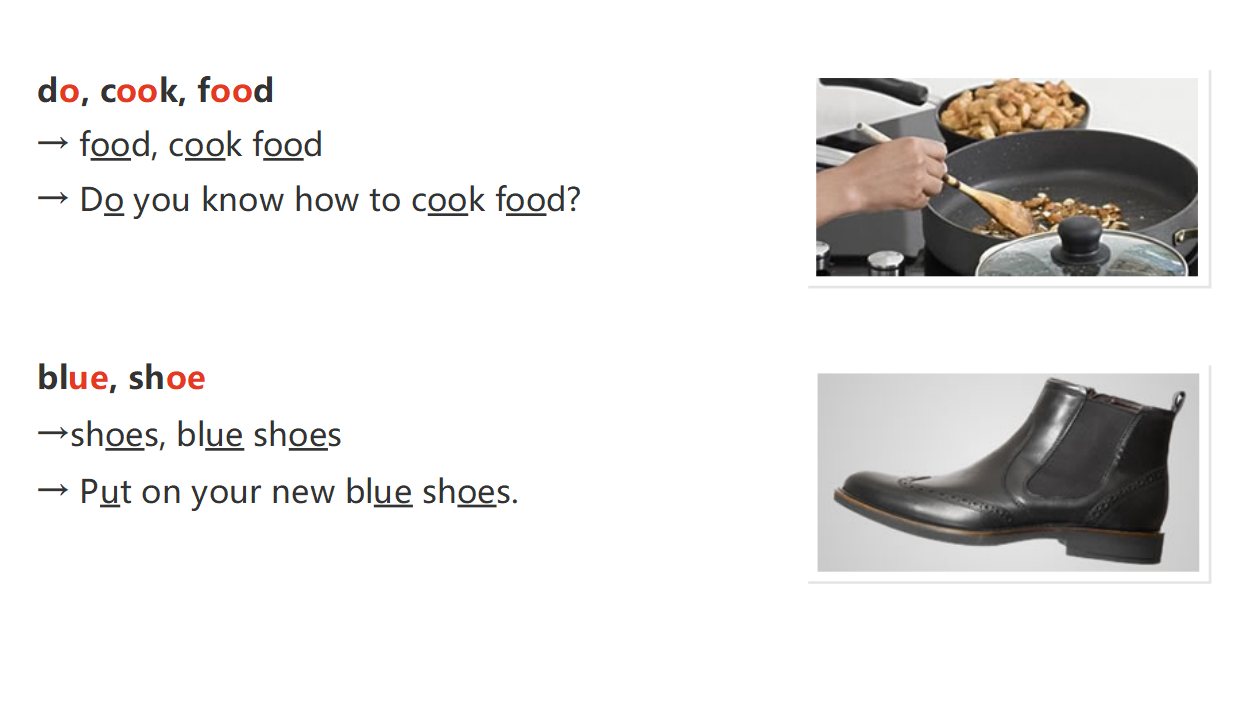 do, cook, food
→ food, cook food
→ Do you know how to cook food?
blue, shoe
→shoes, blue shoes
→ Put on your new blue shoes.